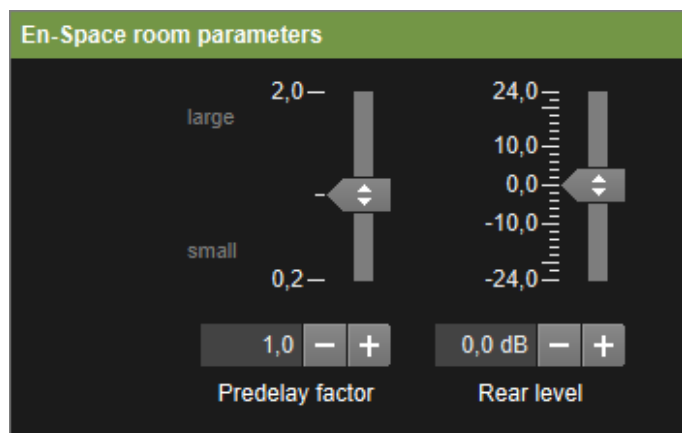 En-Space room parameters
2,0
large
small
0,2
24,0
10,0
0,0
-10,0
-24,0
1,0 − +
0,0 dB − +
Predelay factor
Rear level